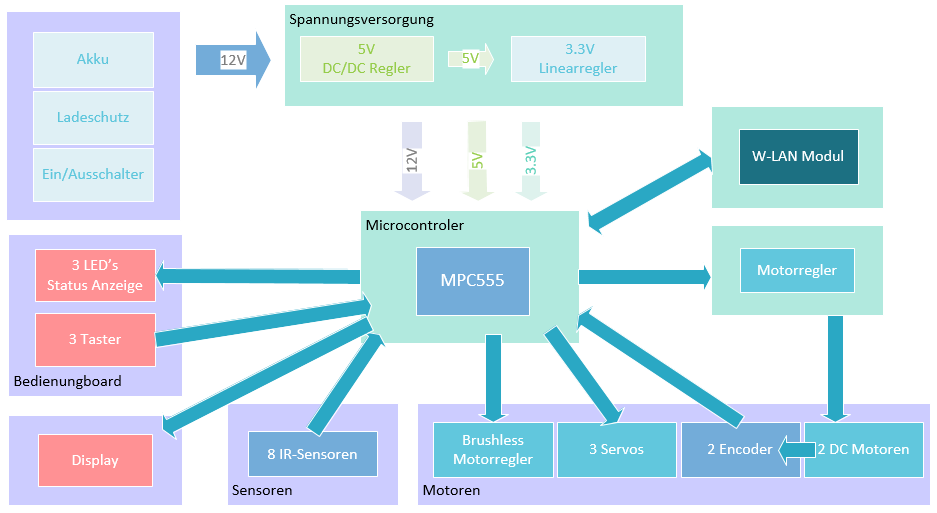 Akku
Ladeschutz
Ein/Ausschalter
12V
Spannungsversorgung
5V
DC/DC Regler
5V
3.3V
Linearregler
12V
5V
3.3V
W-LAN Modul
Microcontroler
MPC555
Motorregler
3 LED's
Status Anzeige
3 Taster
Bedienungboard
Display
8 IR-Sensoren
Sensoren
Brushless
Motorregler
3 Servos
2 Encoder
2 DC Motoren
Motoren